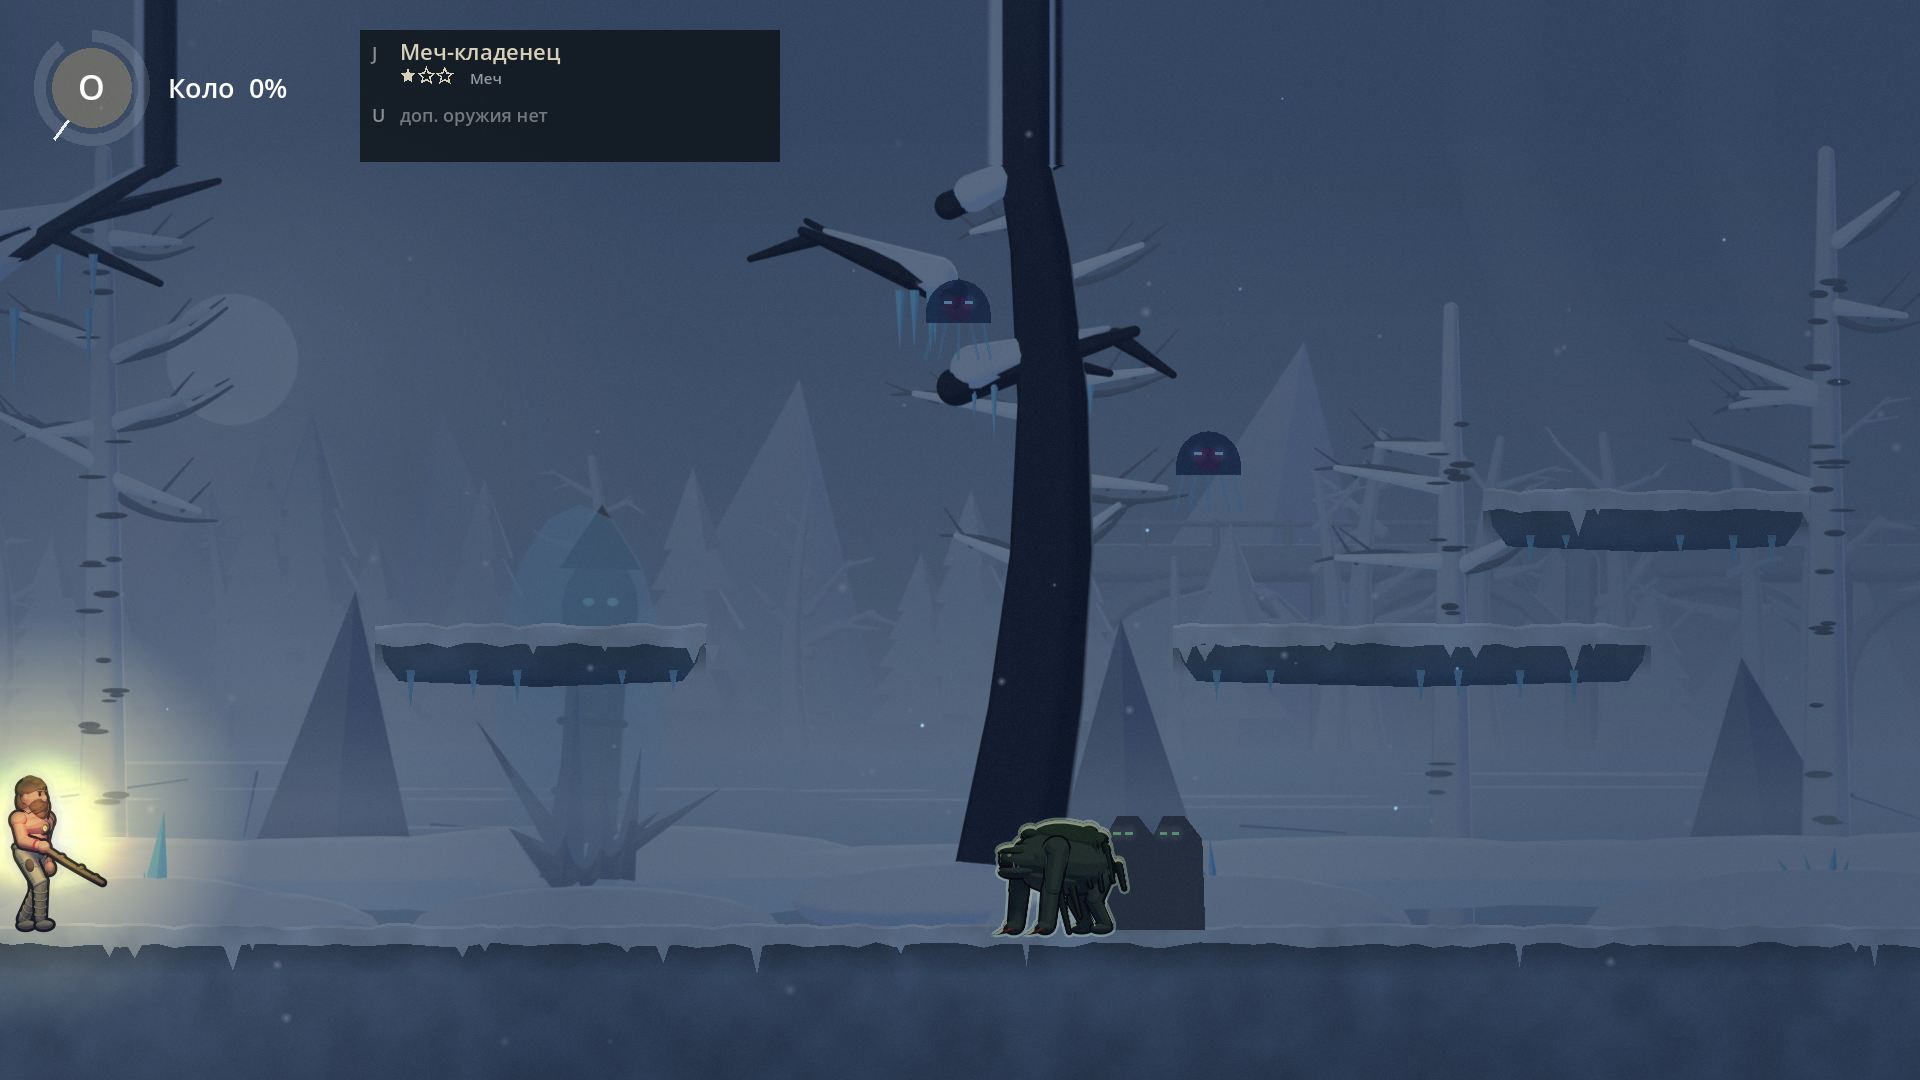 О
Коло 0%
J Меч-кладенец
Меч
U доп. оружия нет